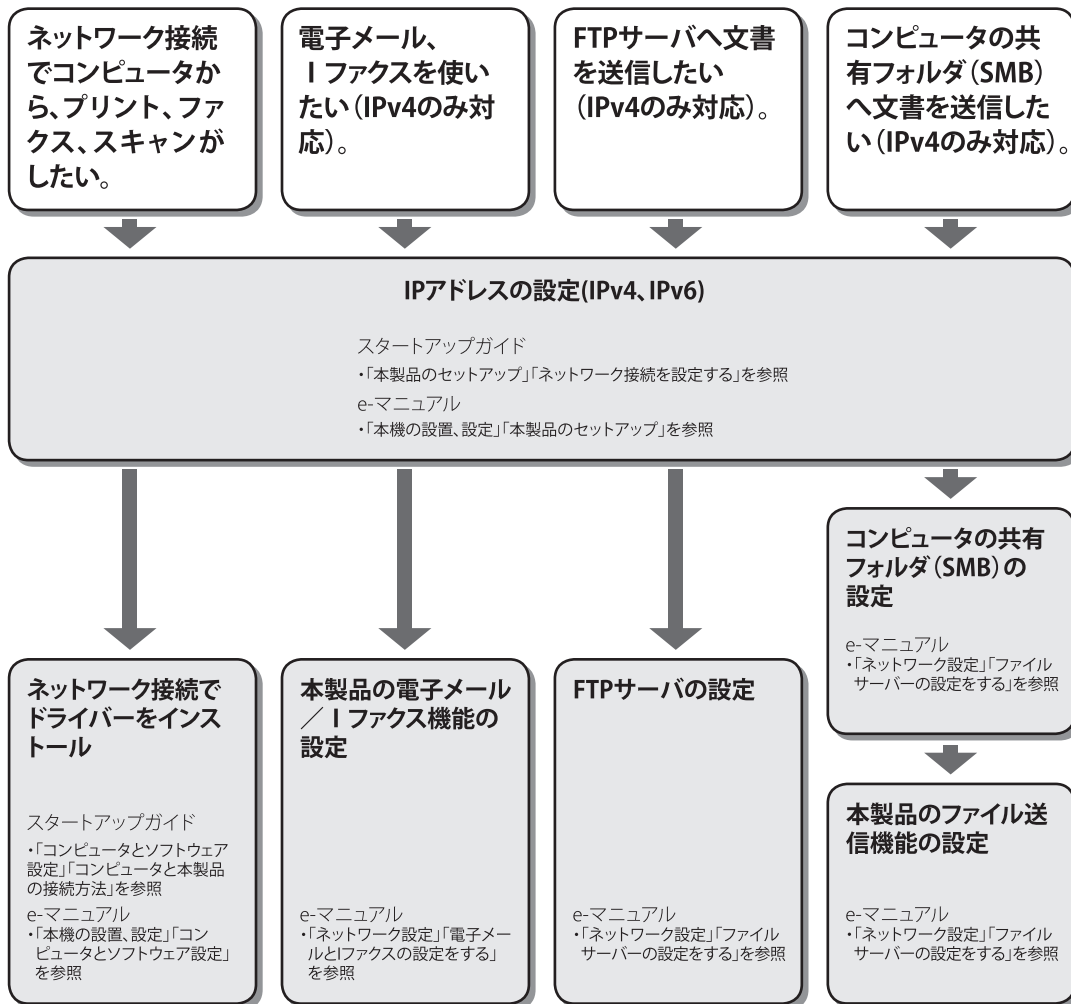 ネットワーク接続
でコンピュータか
ら、プリント、ファ
クス、スキャンが
したい。
電子メール、
Ｉファクスを使い
たい（IPv4のみ対
応）。
FTPサーバへ文書
を送信したい
（IPv4のみ対応）。
コンピュータの共
有フォルダ（SMB）
へ文書を送信した
い（IPv4のみ対応）。
IPアドレスの設定(IPv4、IPv6)
スタートアップガイド
・「本製品のセットアップ」「ネットワーク接続を設定する」を参照
e-マニュアル
・「本機の設置、設定」「本製品のセットアップ」を参照
ネットワーク接続で
ドライバーをインス
トール
スタートアップガイド
・「コンピュータとソフトウェア
設定」「コンピュータと本製品
の接続方法」を参照
e-マニュアル
・「本機の設置、設定」「コン
ピュータとソフトウェア設定」
を参照
本製品の電子メール
／Ｉファクス機能の
設定
e-マニュアル
・「ネットワーク設定」「電子メー
ルとIファクスの設定をする」
を参照
FTPサーバの設定
e-マニュアル
・「ネットワーク設定」「ファイル
サーバーの設定をする」を参照
コンピュータの共有
フォルダ（SMB）の
設定
e-マニュアル
・「ネットワーク設定」「ファイル
サーバーの設定をする」を参照
本製品のファイル送
信機能の設定
e-マニュアル
・「ネットワーク設定」「ファイル
サーバーの設定をする」を参照